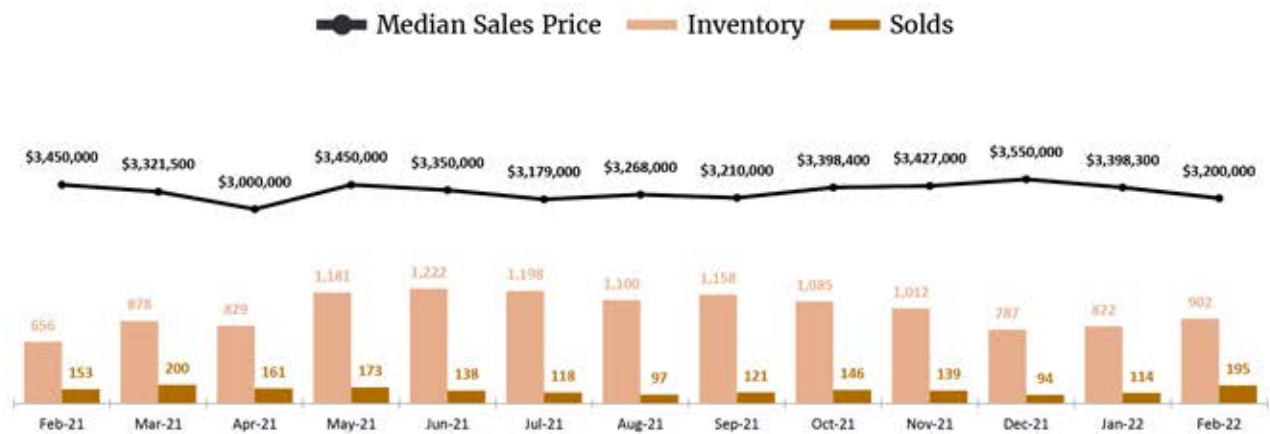 Median Sales Price Inventory Solds
$3,450,000 $3,321,500 $3,000,000 $3,450,000 $3,350,000 $3,179,000 $3,268,000 $3,210,000 $3,398,400 $3,427,000 $3,550,000 $3,398,300 $3,200,000
656 878 829 1,181 1,222 1,198 1,100 1,158 1,085 1,012 787 822 902
153 200 161 173 138 118 97 121 146 139 94 114 195
Feb-21 Mar-21 Apr-21 May-21 Jun-21 Jul-21 Aug-21 Sep-21 Oct-21 Nov-21 Dec-21 Jan-22 Feb-22